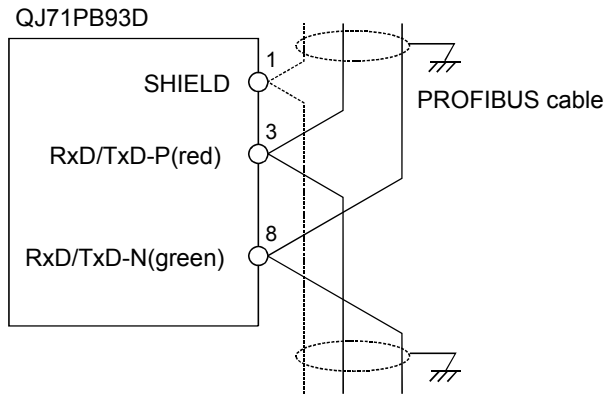 QJ71PB93D
1
SHIELD
PROFIBUS cable
3
RxD/TxD-P(red)
8
RxD/TxD-N(green)